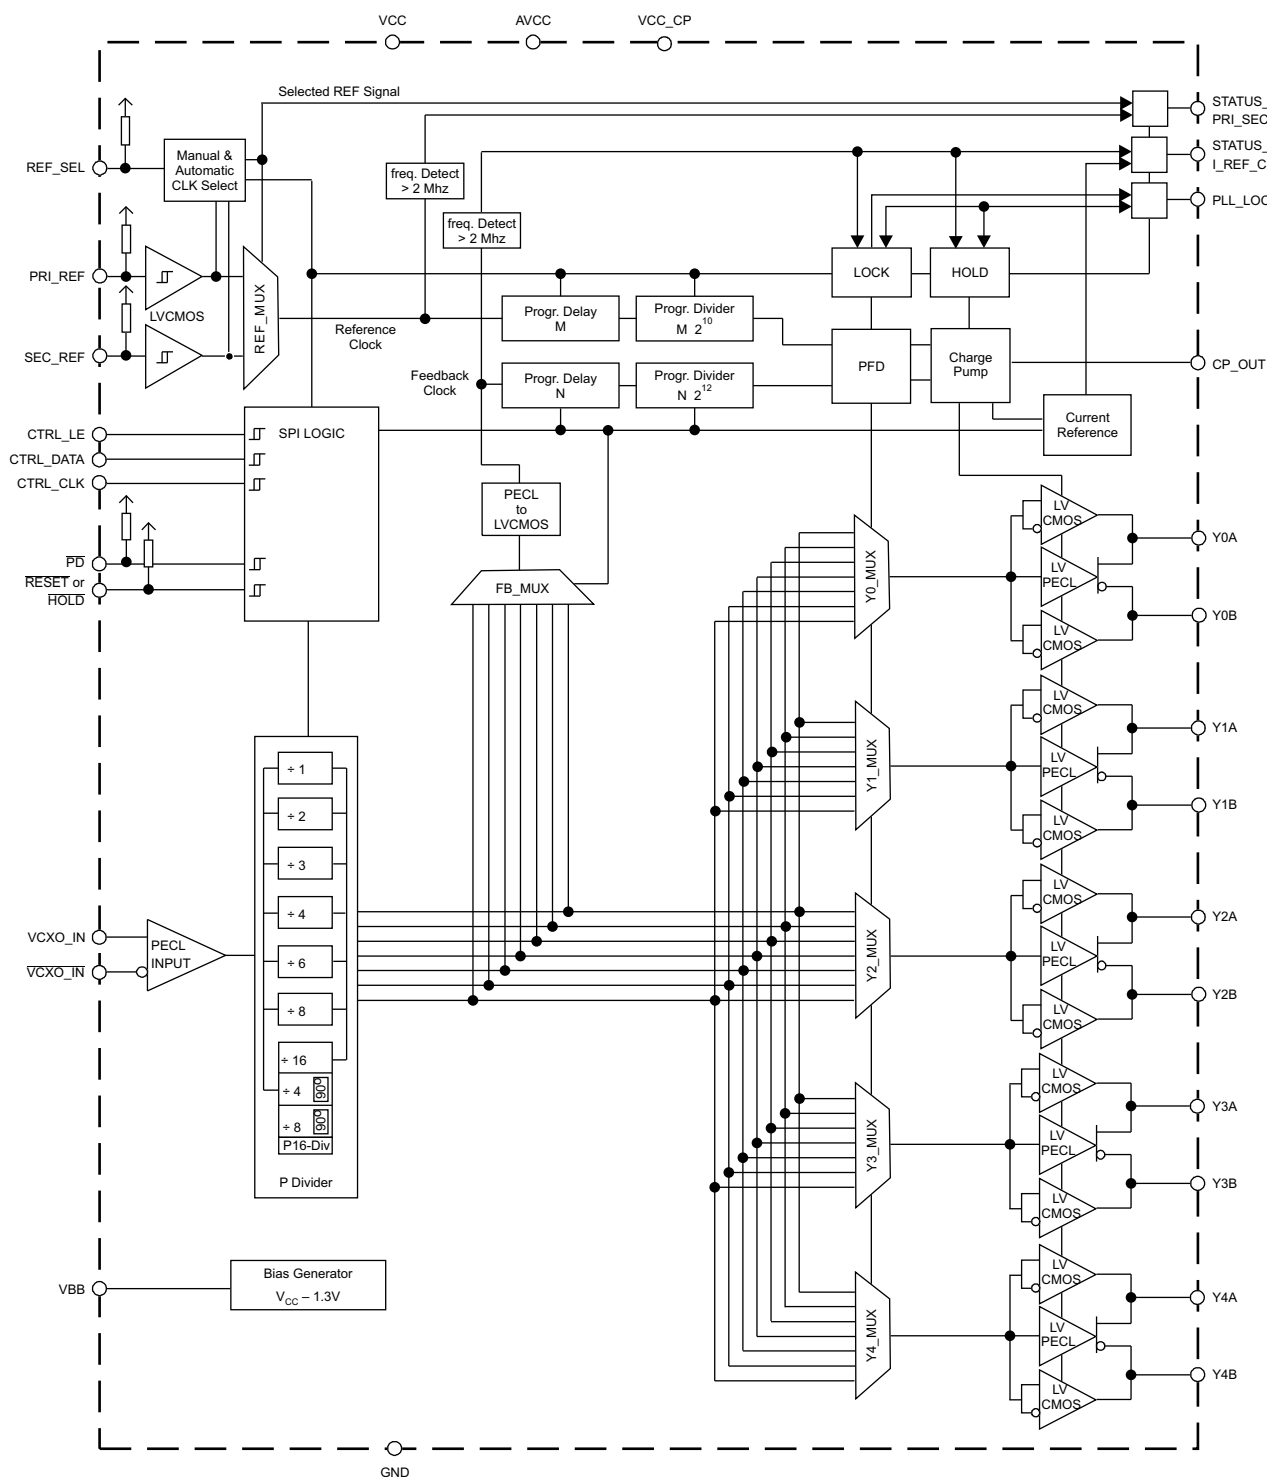 VCC
AVCC
VCC_CP
Selected REF Signal
STATUS_
PRI_SEC
REF_SEL
Manual &
Automatic
CLK Select
freq. Detect
> 2 Mhz
STATUS_
I_REF_C
freq. Detect
> 2 Mhz
PLL_LOC
PRI_REF
LVCMOS
REF_MUX
SEC_REF
Reference
Clock
Progr. Delay
M
Progr. Divider
M 2^10
LOCK
HOLD
PFD
Charge
Pump
CP_OUT
Feedback
Clock
Progr. Delay
N
Progr. Divider
N 2^12
Current
Reference
CTRL_LE
CTRL_DATA
CTRL_CLK
PD
RESET or
HOLD
SPI LOGIC
PECL
to
LVCMOS
FB_MUX
Y0_MUX
LV
CMOS
LV
PECL
LV
CMOS
Y0A
Y0B
Y1_MUX
LV
CMOS
LV
PECL
LV
CMOS
Y1A
Y1B
÷ 1
÷ 2
÷ 3
÷ 4
÷ 6
÷ 8
÷ 16
÷ 4
90º
÷ 8
90º
P16-Div
P Divider
VCXO_IN
VCXO_IN
PECL
INPUT
Y2_MUX
LV
CMOS
LV
PECL
LV
CMOS
Y2A
Y2B
Y3_MUX
LV
CMOS
LV
PECL
LV
CMOS
Y3A
Y3B
VBB
Bias Generator
VCC – 1.3V
Y4_MUX
LV
CMOS
LV
PECL
LV
CMOS
Y4A
Y4B
GND